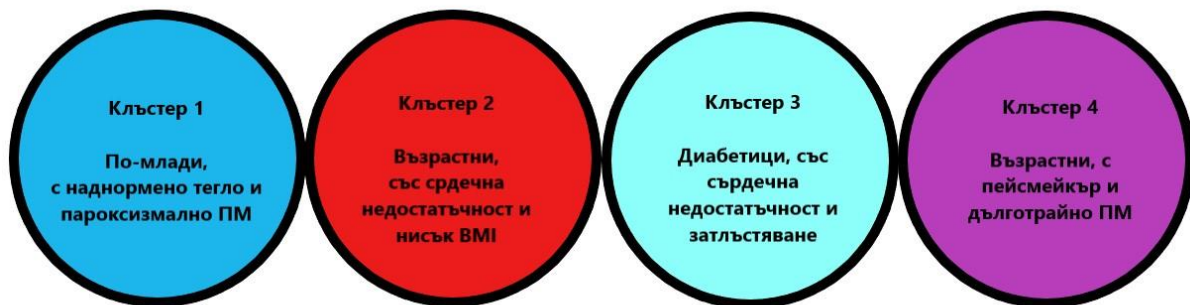 Клъстер 1
По-млади,
с наднормено тегло и
пароксизмално ПМ
Клъстер 2
Възрастни,
със срдечна
недостатъчност и
нисък BMI
Клъстер 3
Диабетици, със
сърдечна
недостатъчност и
затлъстяване
Клъстер 4
Възрастни, с
пейсмейкър и
дълготрайно ПМ